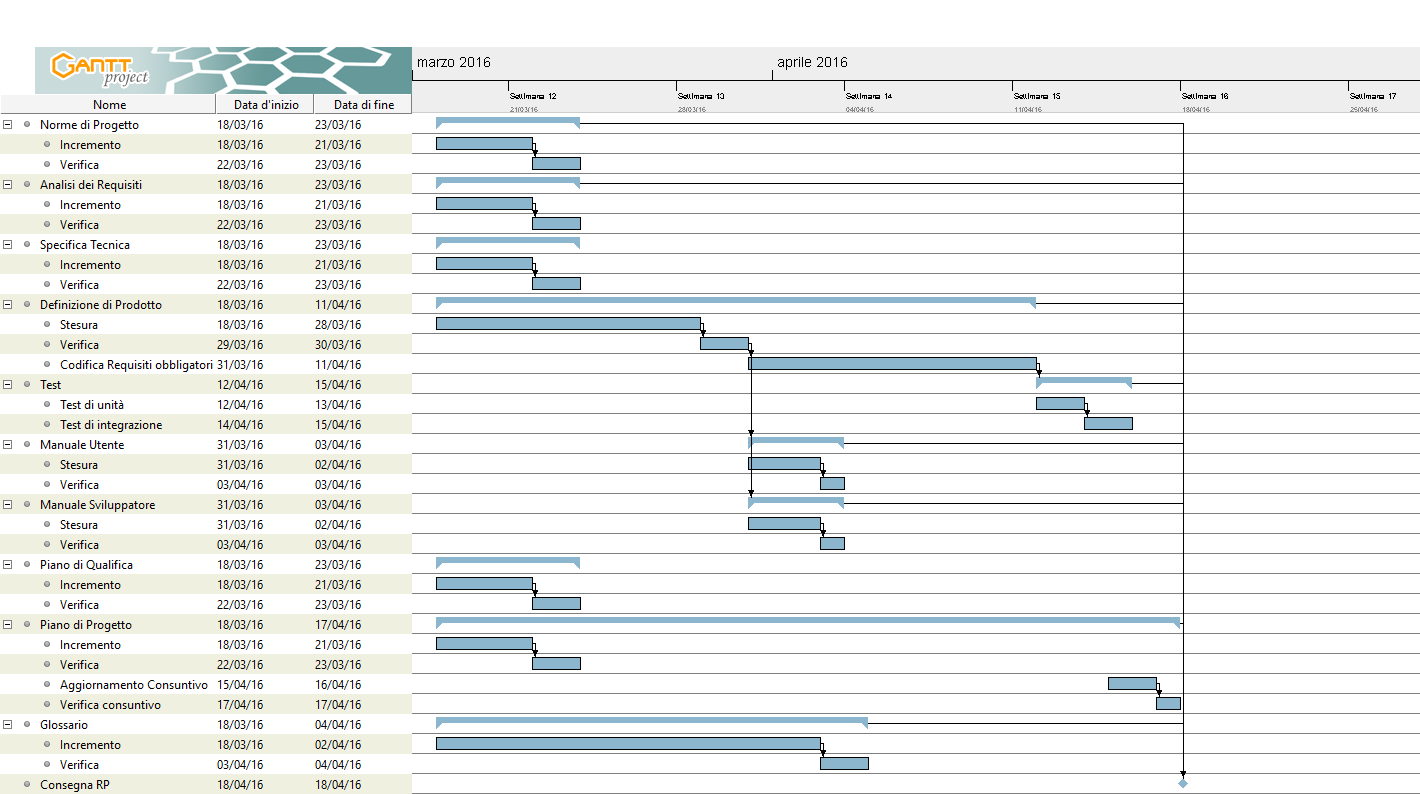 GANTT project
marzo 2016 aprile 2016
Settimana 12 Settimana 13 Settimana 14 Settimana 15 Settimana 16 Settimana 17
Nome Data d'inizio Data di fine 21/03/16 28/03/16 04/04/16 11/04/16 18/04/16 25/04/16
Norme di Progetto 18/03/16 23/03/16
Incremento 18/03/16 21/03/16
Verifica 22/03/16 23/03/16
Analisi dei Requisiti 18/03/16 23/03/16
Incremento 18/03/16 21/03/16
Verifica 22/03/16 23/03/16
Specifica Tecnica 18/03/16 23/03/16
Incremento 18/03/16 21/03/16
Verifica 22/03/16 23/03/16
Definizione di Prodotto 18/03/16 11/04/16
Stesura 18/03/16 28/03/16
Verifica 29/03/16 30/03/16
Codifica Requisiti obbligatori 31/03/16 11/04/16
Test 12/04/16 15/04/16
Test di unità 12/04/16 13/04/16
Test di integrazione 14/04/16 15/04/16
Manuale Utente 31/03/16 03/04/16
Stesura 31/03/16 02/04/16
Verifica 03/04/16 03/04/16
Manuale Sviluppatore 31/03/16 03/04/16
Stesura 31/03/16 02/04/16
Verifica 03/04/16 03/04/16
Piano di Qualifica 18/03/16 23/03/16
Incremento 18/03/16 21/03/16
Verifica 22/03/16 23/03/16
Piano di Progetto 18/03/16 17/04/16
Incremento 18/03/16 21/03/16
Verifica 22/03/16 23/03/16
Aggiornamento Consuntivo 15/04/16 16/04/16
Verifica consuntivo 17/04/16 17/04/16
Glossario 18/03/16 04/04/16
Incremento 18/03/16 02/04/16
Verifica 03/04/16 04/04/16
Consegna RP 18/04/16 18/04/16